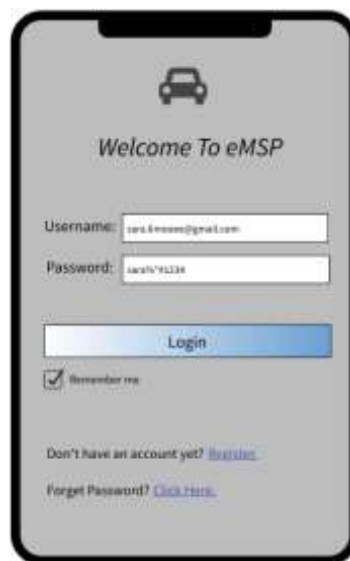 Welcome To eMSP
Username:
Password:
Login
Remember me
Don't have an account yet? Register.
Forget Password? Click Here.